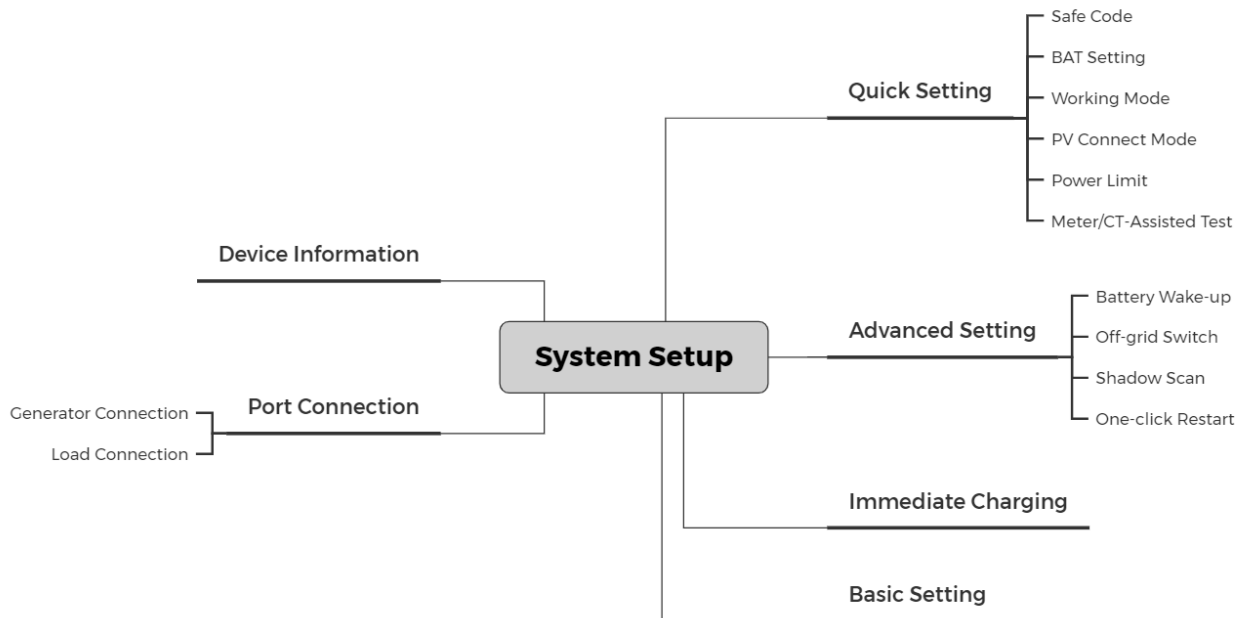 System Setup
Quick Setting
Safe Code
BAT Setting
Working Mode
PV Connect Mode
Power Limit
Meter/CT-Assisted Test
Advanced Setting
Battery Wake-up
Off-grid Switch
Shadow Scan
One-click Restart
Immediate Charging
Basic Setting
Device Information
Port Connection
Generator Connection
Load Connection